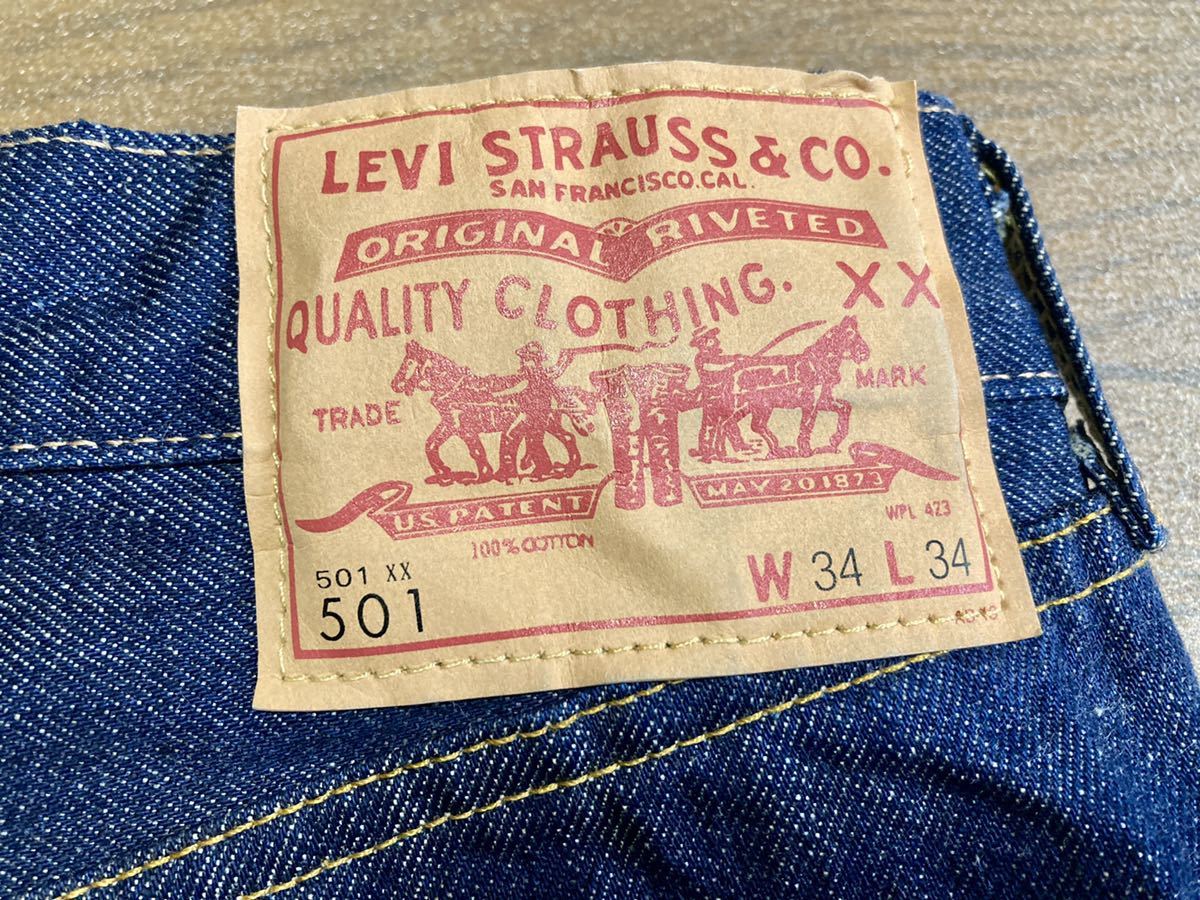 LEVI STRAUSS & CO.
SAN FRANCISCO. CAL.
ORIGINAL RIVETED
QUALITY CLOTHING. XX
TRADE MARK
U.S. PATENT MAY 20 1873
WPL 423
100% COTTON
501 XX
501
W 34 L 34